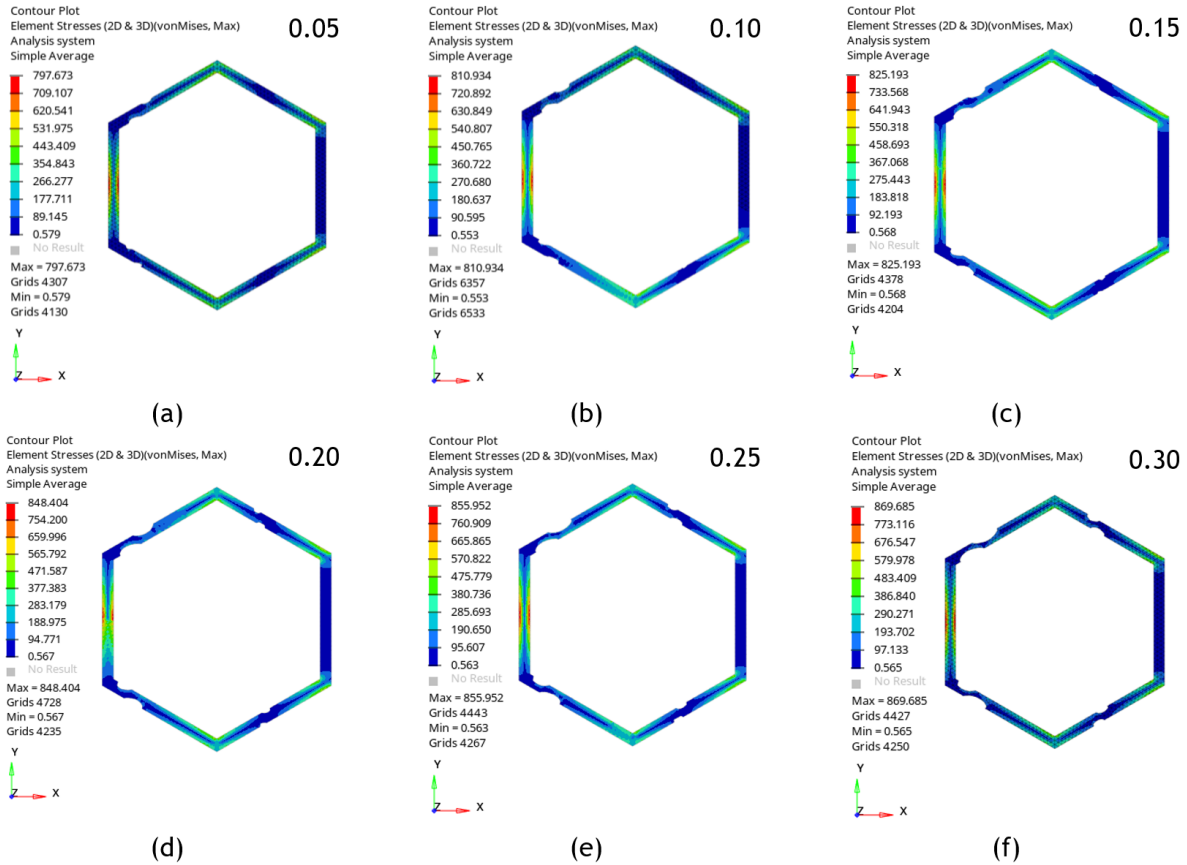 Contour Plot
Element Stresses (2D & 3D)(vonMises, Max)
Analysis system
Simple Average
0.05
797.673
709.107
620.541
531.975
443.409
354.843
266.277
177.711
89.145
0.579
No Result
Max = 797.673
Grids 4307
Min = 0.579
Grids 4130
Y
Z
X
(a)
Contour Plot
Element Stresses (2D & 3D)(vonMises, Max)
Analysis system
Simple Average
0.10
810.934
720.892
630.849
540.807
450.765
360.722
270.680
180.637
90.595
0.553
No Result
Max = 810.934
Grids 6357
Min = 0.553
Grids 6533
Y
Z
X
(b)
Contour Plot
Element Stresses (2D & 3D)(vonMises, Max)
Analysis system
Simple Average
0.15
825.193
733.568
641.943
550.318
458.693
367.068
275.443
183.818
92.193
0.568
No Result
Max = 825.193
Grids 4378
Min = 0.568
Grids 4204
Y
Z
X
(c)
Contour Plot
Element Stresses (2D & 3D)(vonMises, Max)
Analysis system
Simple Average
0.20
848.404
754.200
659.996
565.792
471.587
377.383
283.179
188.975
94.771
0.567
No Result
Max = 848.404
Grids 4728
Min = 0.567
Grids 4235
Y
Z
X
(d)
Contour Plot
Element Stresses (2D & 3D)(vonMises, Max)
Analysis system
Simple Average
0.25
855.952
760.909
665.865
570.822
475.779
380.736
285.693
190.650
95.607
0.563
No Result
Max = 855.952
Grids 4443
Min = 0.563
Grids 4267
Y
Z
X
(e)
Contour Plot
Element Stresses (2D & 3D)(vonMises, Max)
Analysis system
Simple Average
0.30
869.685
773.116
676.547
579.978
483.409
386.840
290.271
193.702
97.133
0.565
No Result
Max = 869.685
Grids 4427
Min = 0.565
Grids 4250
Y
Z
X
(f)